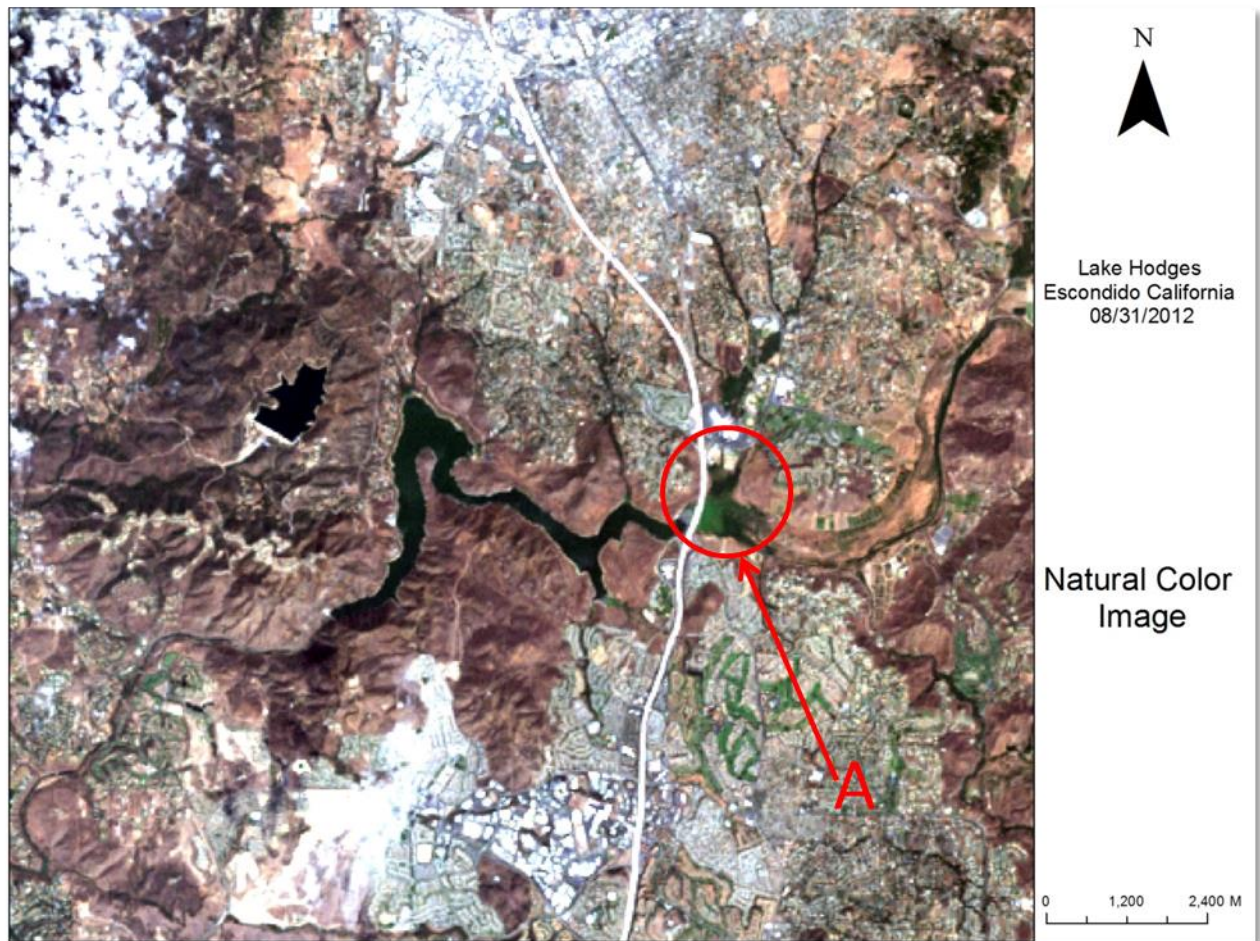 N
Lake Hodges
Escondido California
08/31/2012
Natural Color
Image
A
0 1,200 2,400 M